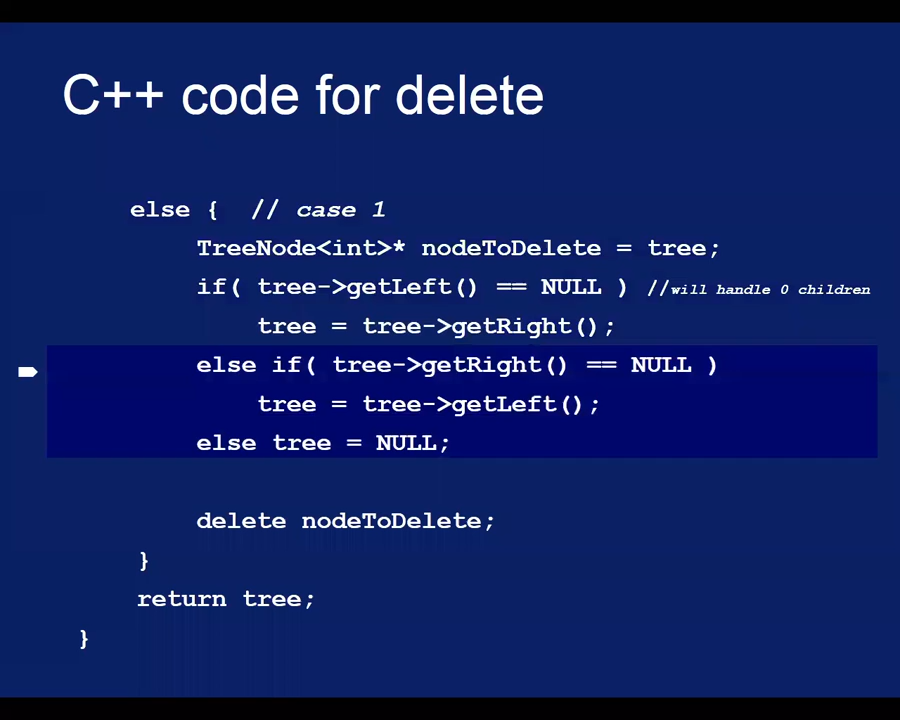 C++ code for delete
else { // case 1
TreeNode<int>* nodeToDelete = tree;
if( tree->getLeft() == NULL ) //will handle 0 children
tree = tree->getRight();
else if( tree->getRight() == NULL )
tree = tree->getLeft();
else tree = NULL;
delete nodeToDelete;
}
return tree;
}